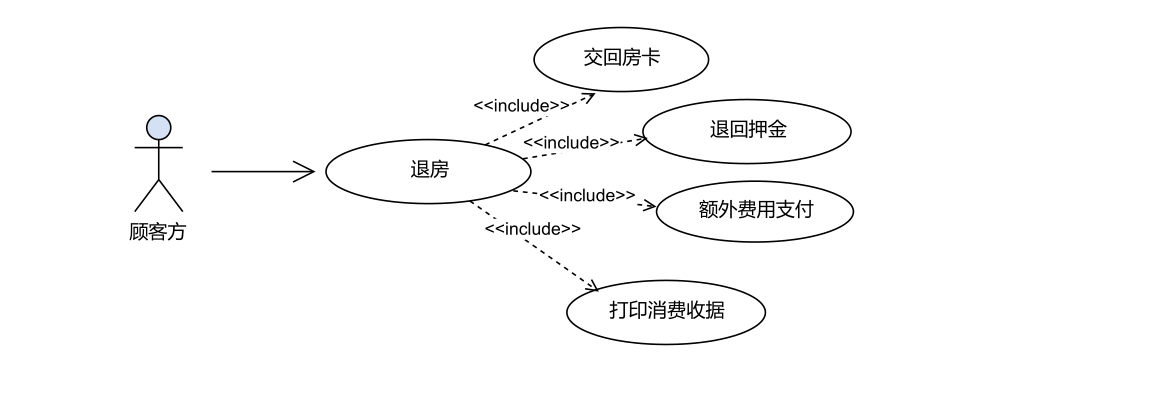 交回房卡
<<include>>
退回押金
<<include>>
退房
<<include>>
额外费用支付
顾客方
<<include>>
打印消费收据